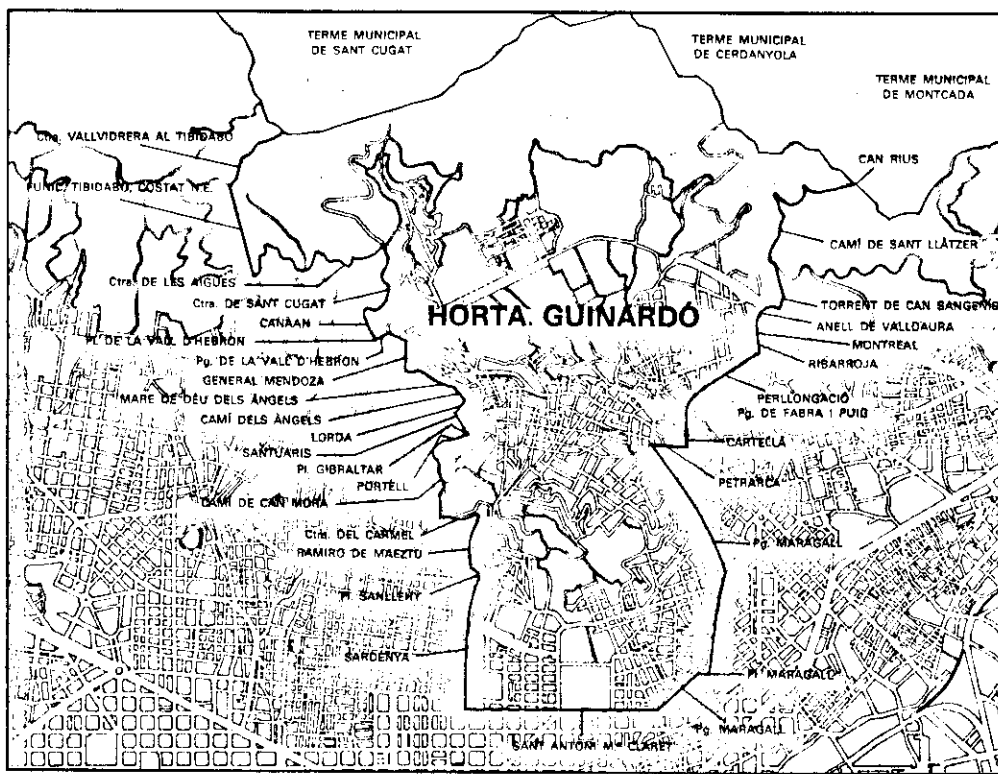 TERME MUNICIPAL
DE SANT CUGAT
TERME MUNICIPAL
DE CERDANYOLA
TERME MUNICIPAL
DE MONTCADA
Ctra. VALLVIDRERA AL TIBIDABO
FUNIC. TIBIDABO, COSTAT N.E.
CAN RIUS
CAMÍ DE SANT LLÀTZER
Ctra. DE LES AIGÜES
Ctra. DE SANT CUGAT
CANAAN
HORTA. GUINARDÓ
TORRENT DE CAN SANGENÍS
ANELL DE VALLDAURA
MONTREAL
RIBARROJA
Pl. DE LA VALL D'HEBRON
Pg. DE LA VALL D'HEBRON
GENERAL MENDOZA
MARE DE DÉU DELS ÀNGELS
CAMÍ DELS ÀNGELS
LORDA
SANTUARIS
Pl. GIBRALTAR
PORTELL
CAMÍ DE CAN MORA
PERLLONGACIÓ
Pg. DE FABRA I PUIG
CARTELLÀ
PETRARCA
Ctra. DEL CARMEL
RAMIRO DE MAEZTU
Pl. SANLLEHY
SARDENYA
Pg. MARAGALL
Pl. MARAGALL
Pg. MARAGALL
SANT ANTONI Mª CLARET